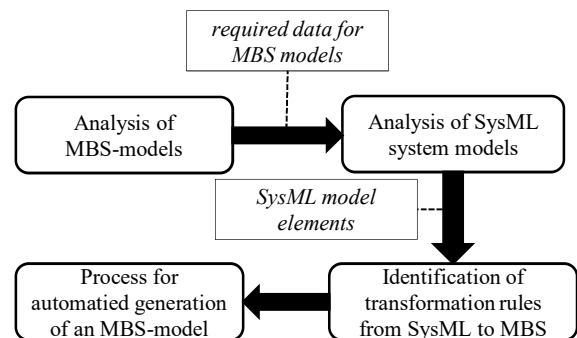 required data for
MBS models
Analysis of
MBS-models
Analysis of SysML
system models
SysML model
elements
Process for
automatied generation
of an MBS-model
Identification of
transformation rules
from SysML to MBS